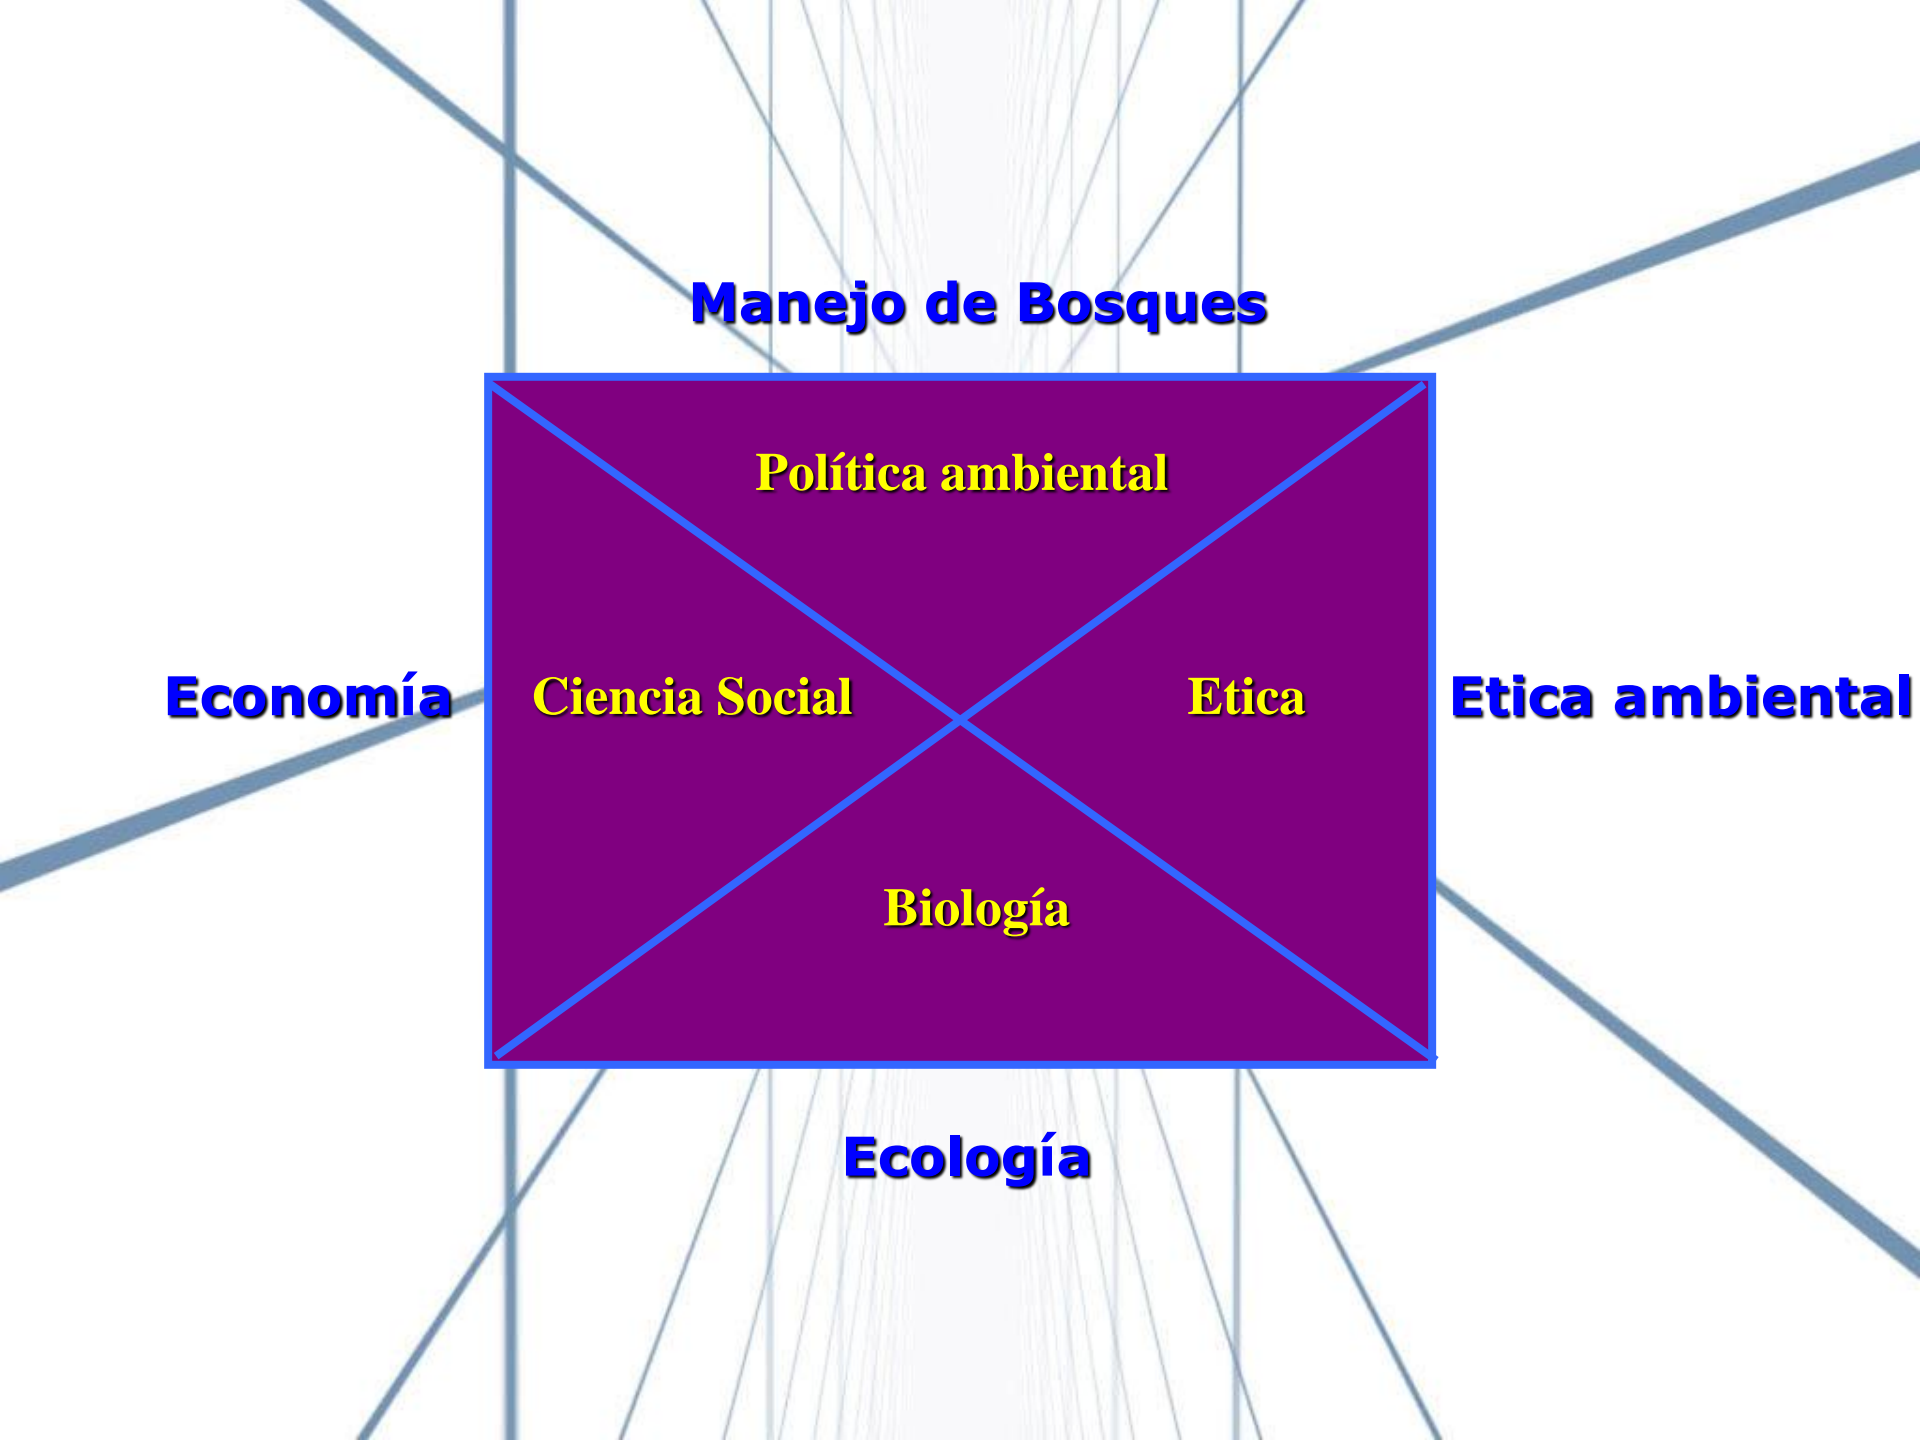 Manejo de Bosques
Política ambiental
Economía
Ciencia Social
Etica
Etica ambiental
Biología
Ecología